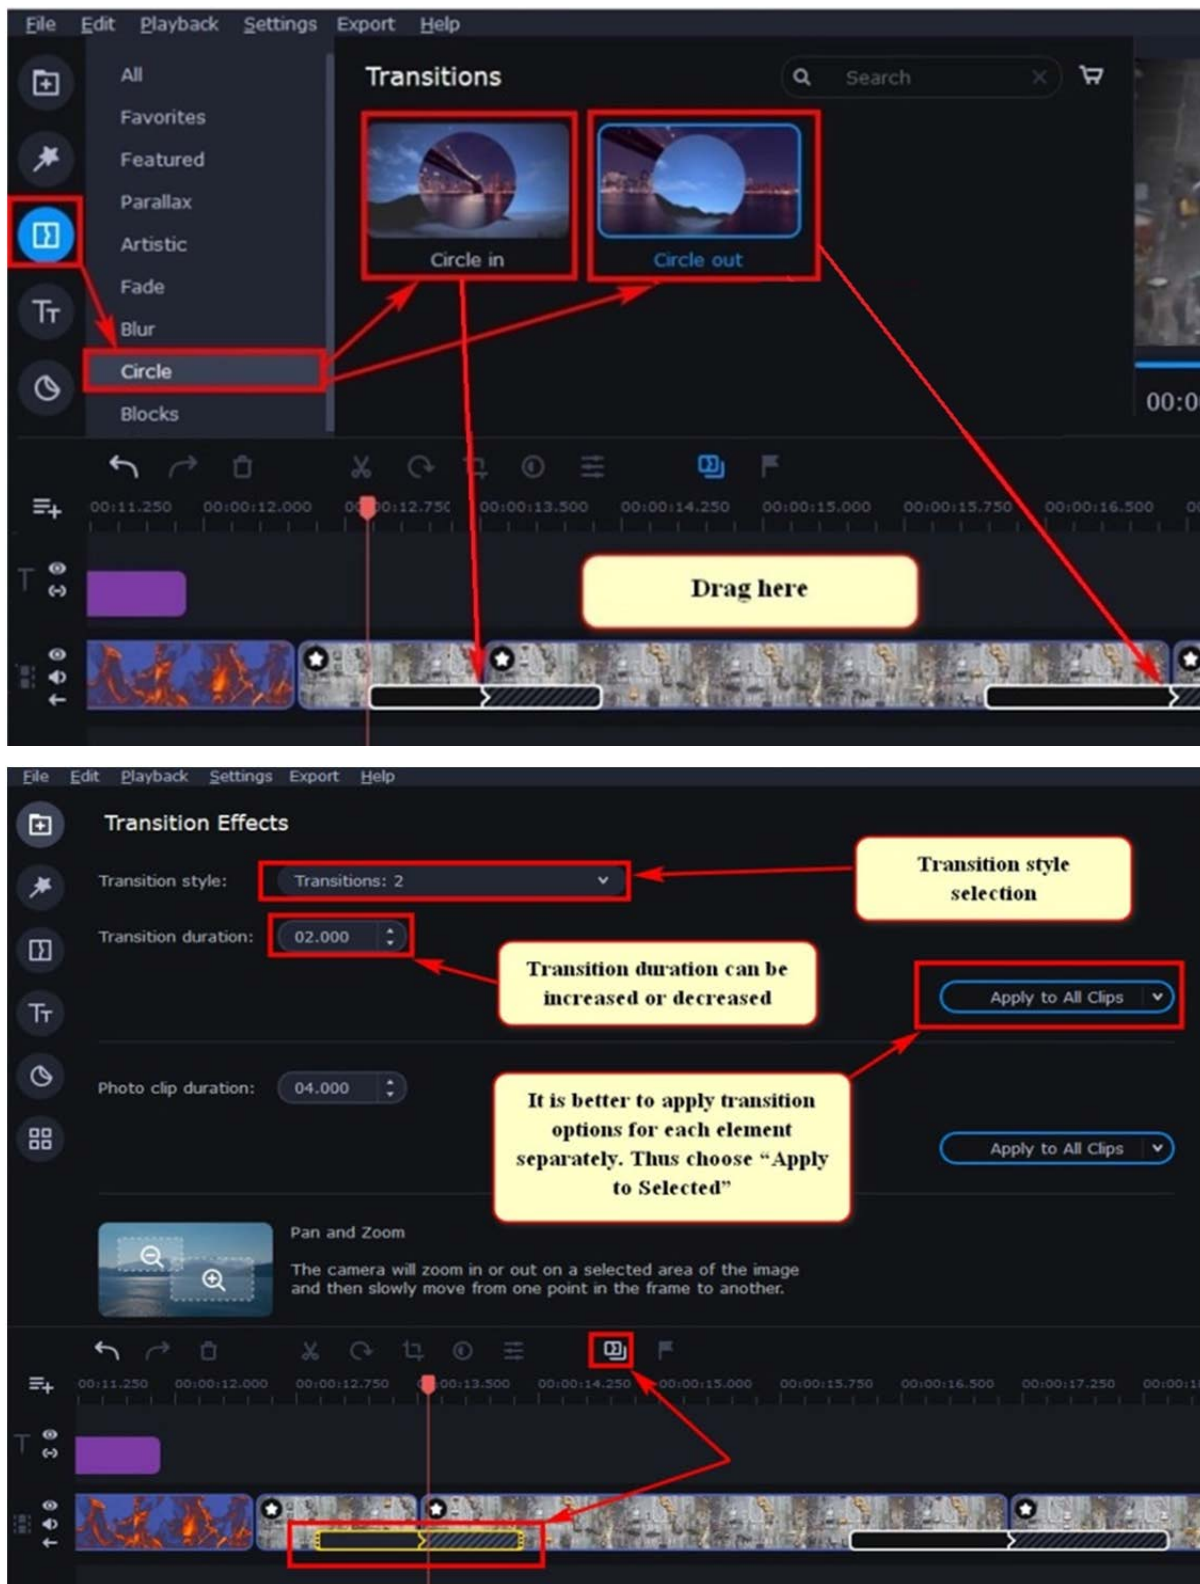 File Edit Playback Settings Export Help
All
Favorites
Featured
Parallax
Artistic
Fade
Blur
Circle
Blocks
Transitions
Search
Circle in
Circle out
00:0
00:11.250 00:00:12.000 00:00:12.750 00:00:13.500 00:00:14.250 00:00:15.000 00:00:15.750 00:00:16.500
Drag here
File Edit Playback Settings Export Help
Transition Effects
Transition style: Transitions: 2
Transition style
selection
Transition duration: 02.000
Transition duration can be
increased or decreased
Apply to All Clips
Photo clip duration: 04.000
It is better to apply transition
options for each element
separately. Thus choose “Apply
to Selected”
Apply to All Clips
Pan and Zoom
The camera will zoom in or out on a selected area of the image
and then slowly move from one point in the frame to another.
00:11.250 00:00:12.000 00:00:12.750 00:00:13.500 00:00:14.250 00:00:15.000 00:00:15.750 00:00:16.500 00:00:17.250